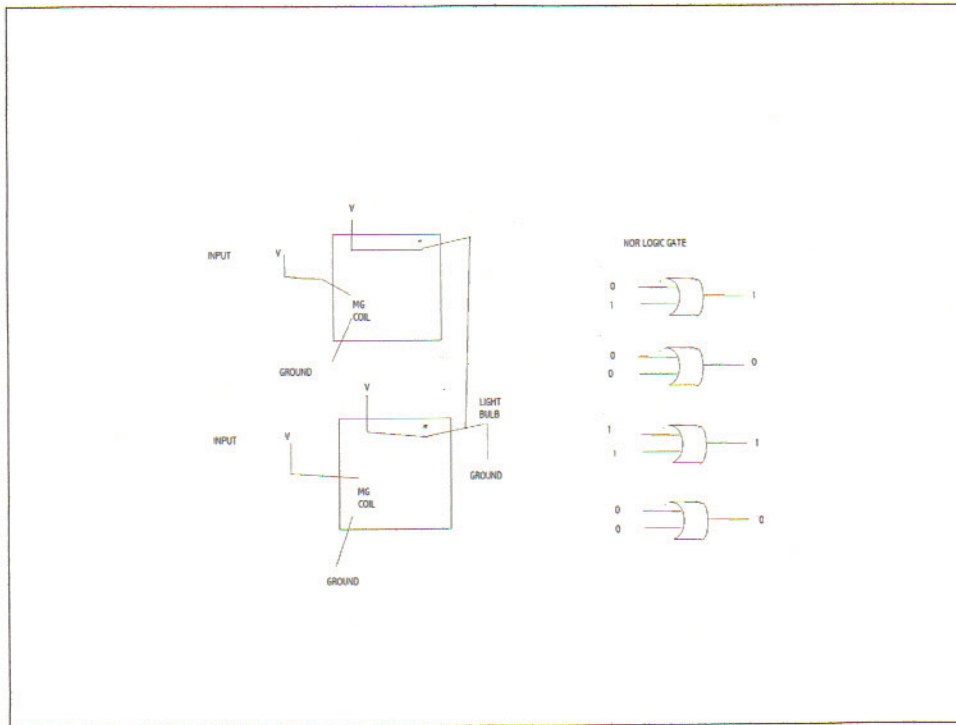 V
INPUT V
MG
COIL
GROUND
V
LIGHT
BULB
INPUT V
GROUND
MG
COIL
GROUND
NOR LOGIC GATE
0
1
1
0
0
0
1
1
1
0
0
0